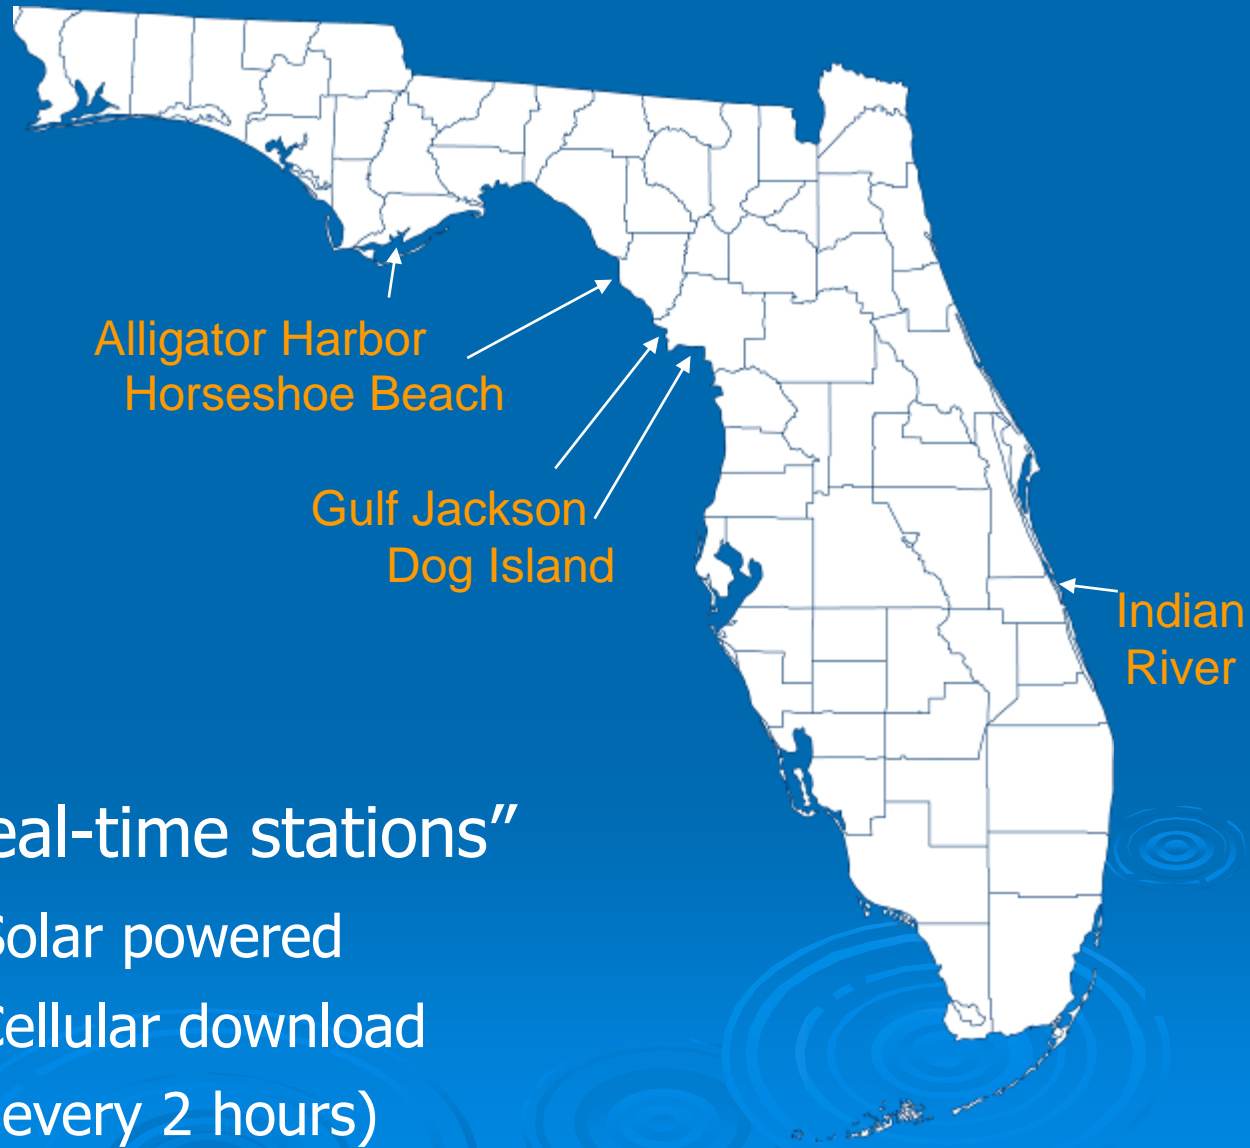 Alligator Harbor
Horseshoe Beach
Gulf Jackson
Dog Island
Indian
River
eal-time stations”
Solar powered
Cellular download
every 2 hours)